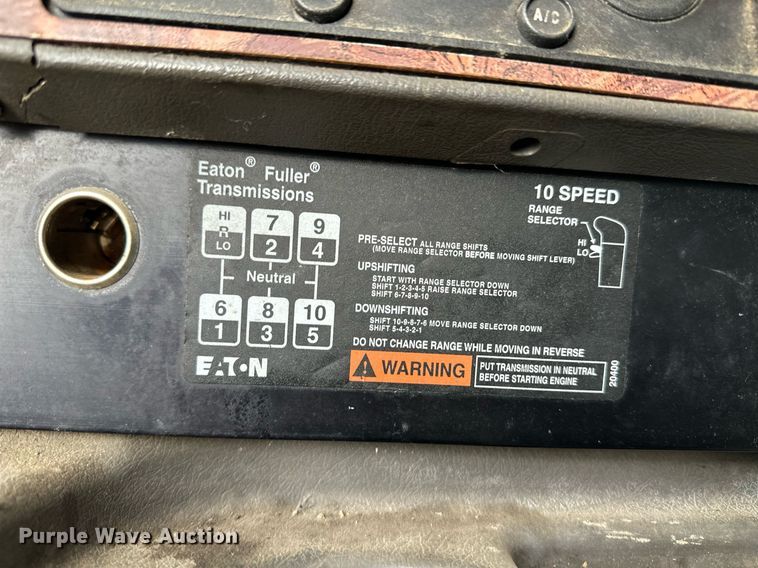 A/C
Eaton® Fuller®
Transmissions
10 SPEED
RANGE
SELECTOR
HI
LO
HI 7 9
R
LO 2 4
Neutral
6 8 10
1 3 5
EATON
PRE-SELECT ALL RANGE SHIFTS
(MOVE RANGE SELECTOR BEFORE MOVING SHIFT LEVER)
UPSHIFTING
START WITH RANGE SELECTOR DOWN
SHIFT 1-2-3-4-5 RAISE RANGE SELECTOR
SHIFT 6-7-8-9-10
DOWNSHIFTING
SHIFT 10-9-8-7-6 MOVE RANGE SELECTOR DOWN
SHIFT 5-4-3-2-1
DO NOT CHANGE RANGE WHILE MOVING IN REVERSE
WARNING
PUT TRANSMISSION IN NEUTRAL
BEFORE STARTING ENGINE
20400
Purple Wave Auction